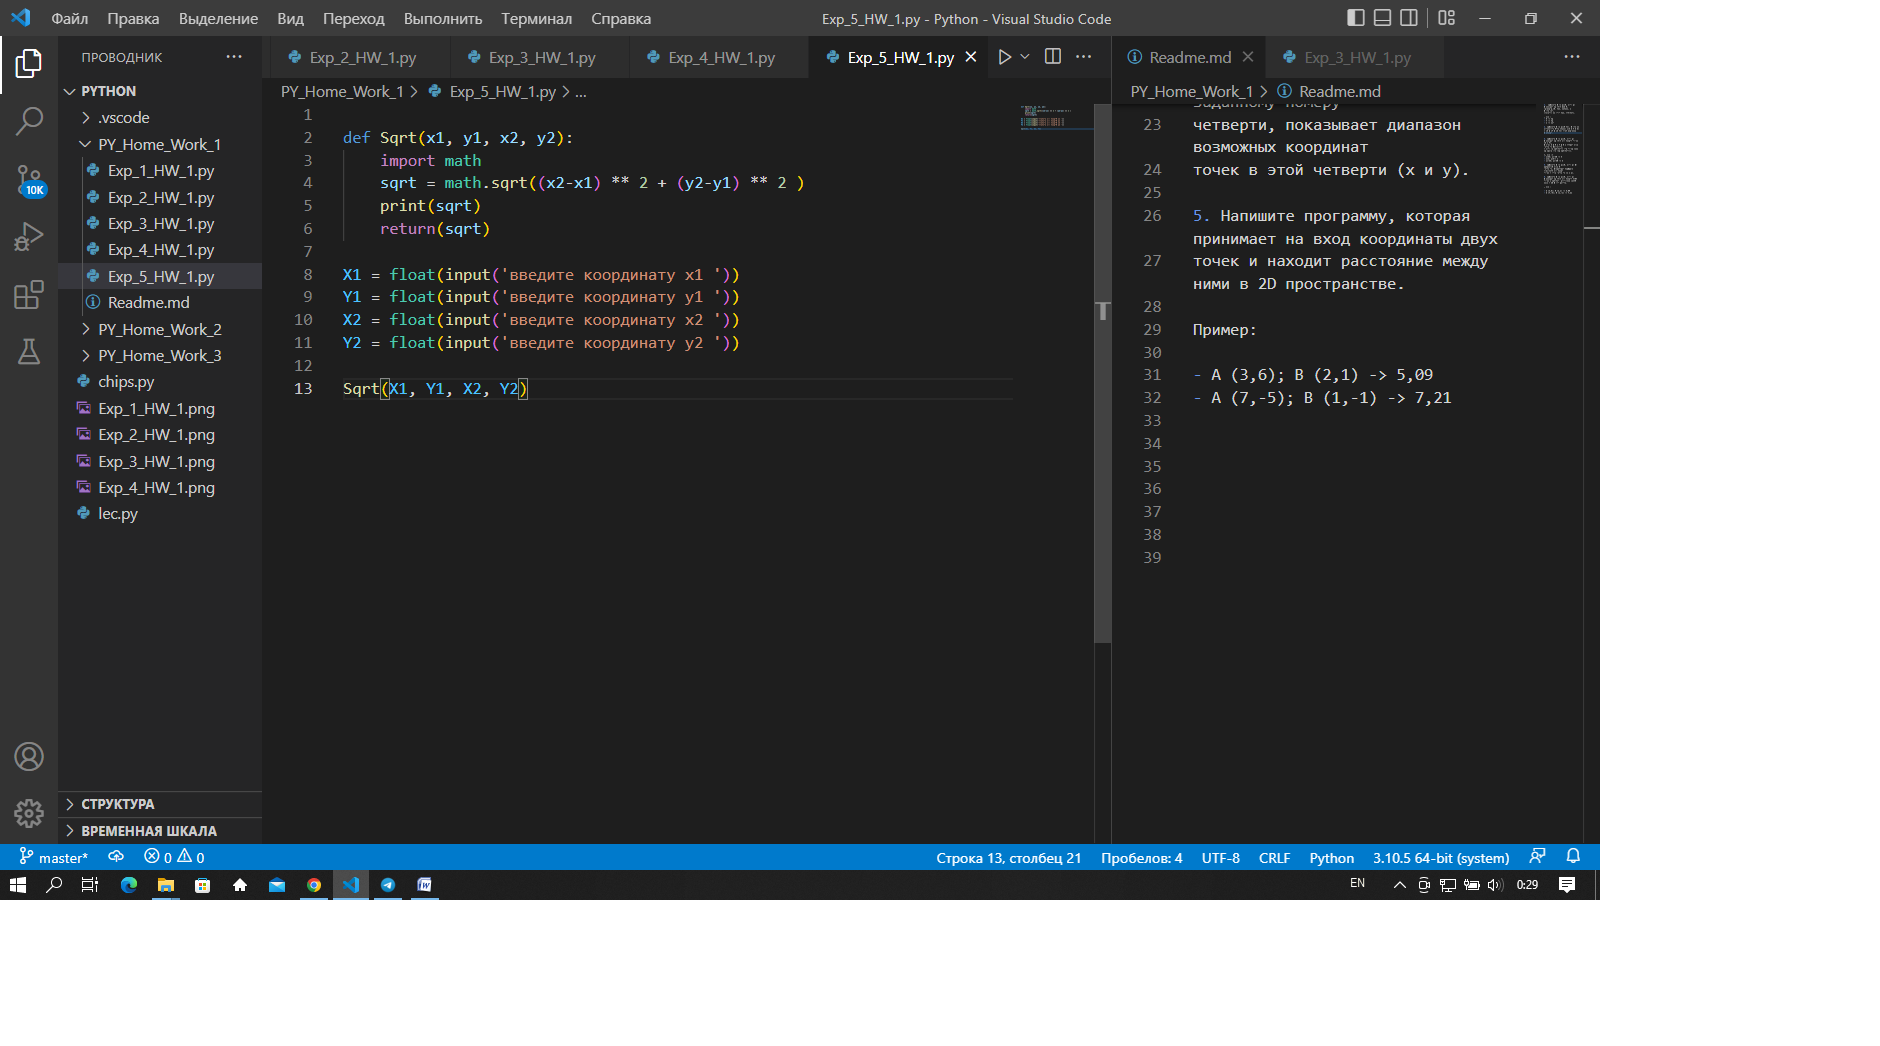 Файл Правка Выделение Вид Переход Выполнить Терминал Справка
Exp_5_HW_1.py - Python - Visual Studio Code
ПРОВОДНИК
PYTHON
.vscode
PY_Home_Work_1
Exp_1_HW_1.py
Exp_2_HW_1.py
Exp_3_HW_1.py
Exp_4_HW_1.py
Exp_5_HW_1.py
Readme.md
PY_Home_Work_2
PY_Home_Work_3
chips.py
Exp_1_HW_1.png
Exp_2_HW_1.png
Exp_3_HW_1.png
Exp_4_HW_1.png
lec.py
СТРУКТУРА
ВРЕМЕННАЯ ШКАЛА
10K
Exp_2_HW_1.py Exp_3_HW_1.py Exp_4_HW_1.py Exp_5_HW_1.py
PY_Home_Work_1 > Exp_5_HW_1.py > ...
1
2 def Sqrt(x1, y1, x2, y2):
3 import math
4 sqrt = math.sqrt((x2-x1) ** 2 + (y2-y1) ** 2 )
5 print(sqrt)
6 return(sqrt)
7
8 X1 = float(input('введите координату x1 '))
9 Y1 = float(input('введите координату y1 '))
10 X2 = float(input('введите координату x2 '))
11 Y2 = float(input('введите координату y2 '))
12
13 Sqrt(X1, Y1, X2, Y2)
Readme.md Exp_3_HW_1.py
PY_Home_Work_1 > Readme.md
заданному номеру
23 четверти, показывает диапазон
возможных координат
24 точек в этой четверти (x и y).
25
26 5. Напишите программу, которая
принимает на вход координаты двух
27 точек и находит расстояние между
ними в 2D пространстве.
28
29 Пример:
30
31 - A (3,6); B (2,1) -> 5,09
32 - A (7,-5); B (1,-1) -> 7,21
33
34
35
36
37
38
39
master* 0 0
Строка 13, столбец 21 Пробелов: 4 UTF-8 CRLF Python 3.10.5 64-bit (system)
EN 0:29